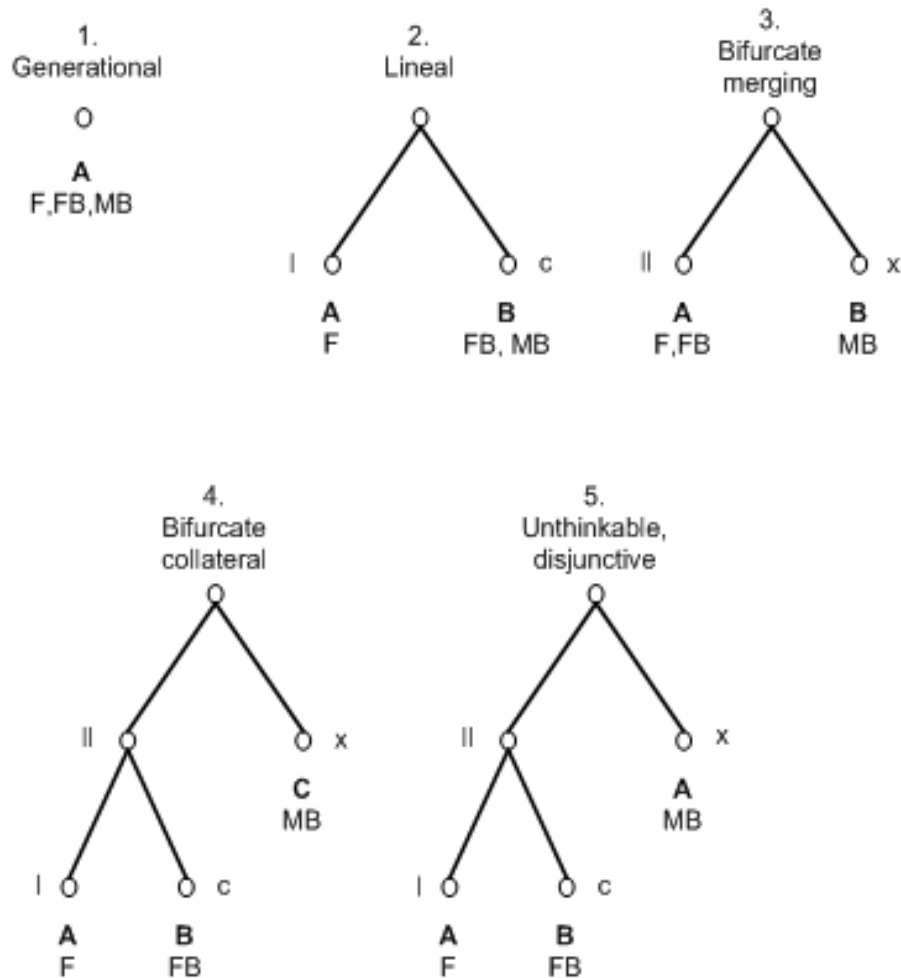 1.
Generational
A
F,FB,MB
2.
Lineal
l
c
A
F
B
FB, MB
3.
Bifurcate
merging
ll
x
A
F,FB
B
MB
4.
Bifurcate
collateral
ll
x
C
MB
l
c
A
F
B
FB
5.
Unthinkable,
disjunctive
ll
x
A
MB
l
c
A
F
B
FB